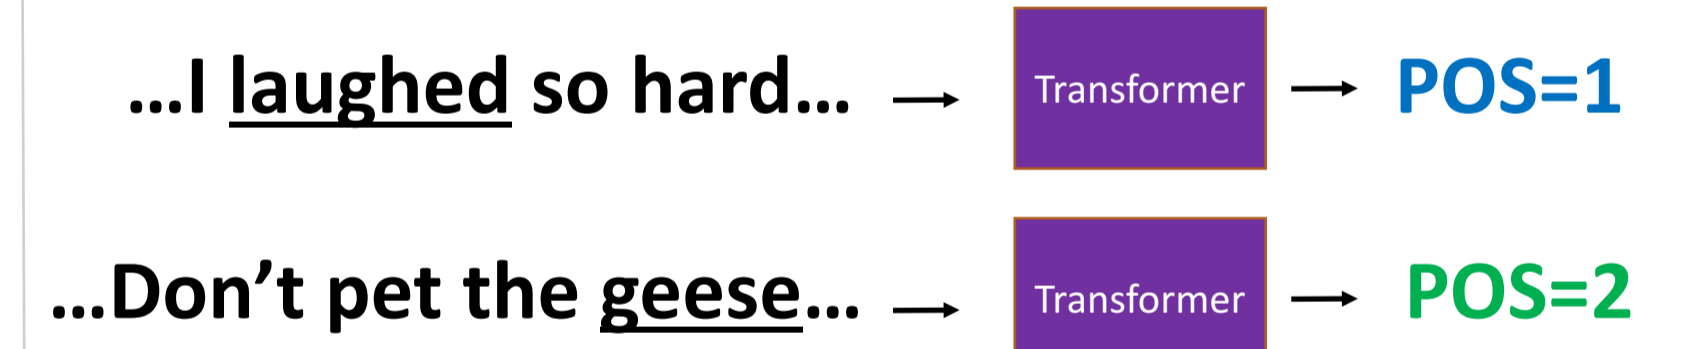 ...I laughed so hard... Transformer POS=1
...Don’t pet the geese... Transformer POS=2